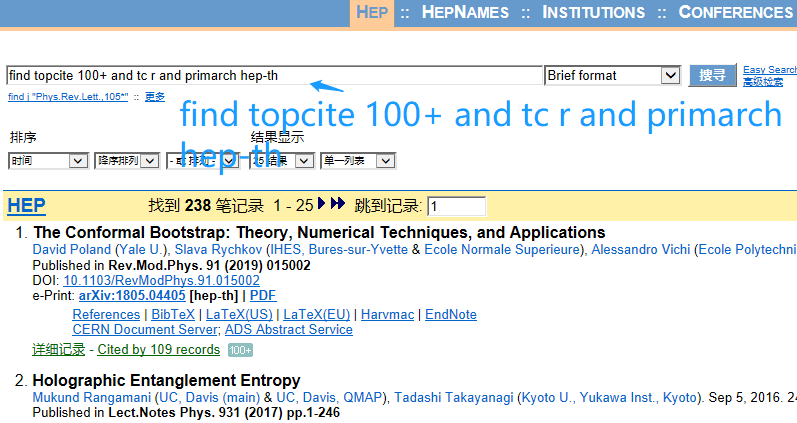 HEP :: HEPNAMES :: INSTITUTIONS :: CONFERENCES
find topcite 100+ and tc r and primarch hep-th
Brief format
搜寻
Easy Search
高级检索
find j "Phys.Rev.Lett.,105*" :: 更多
find topcite 100+ and tc r and primarch
hep-th
排序
结果显示
时间
降序排列
- 或 排列 -
25 结果
单一列表
HEP 找到 238 笔记录 1 - 25 跳到记录: 1
1. The Conformal Bootstrap: Theory, Numerical Techniques, and Applications
David Poland (Yale U.), Slava Rychkov (IHES, Bures-sur-Yvette & Ecole Normale Superieure), Alessandro Vichi (Ecole Polytechni
Published in Rev.Mod.Phys. 91 (2019) 015002
DOI: 10.1103/RevModPhys.91.015002
e-Print: arXiv:1805.04405 [hep-th] | PDF
References | BibTeX | LaTeX(US) | LaTeX(EU) | Harvmac | EndNote
CERN Document Server; ADS Abstract Service
详细记录 - Cited by 109 records 100+
2. Holographic Entanglement Entropy
Mukund Rangamani (UC, Davis (main) & UC, Davis, QMAP), Tadashi Takayanagi (Kyoto U., Yukawa Inst., Kyoto). Sep 5, 2016. 24
Published in Lect.Notes Phys. 931 (2017) pp.1-246